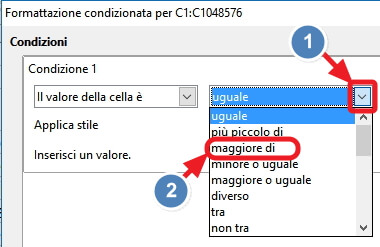 Formattazione condizionata per C1:C1048576
Condizioni
1
Condizione 1
Il valore della cella è
uguale
Applica stile
uguale
più piccolo di
Inserisci un valore.
maggiore di
2
minore o uguale
maggiore o uguale
diverso
tra
non tra